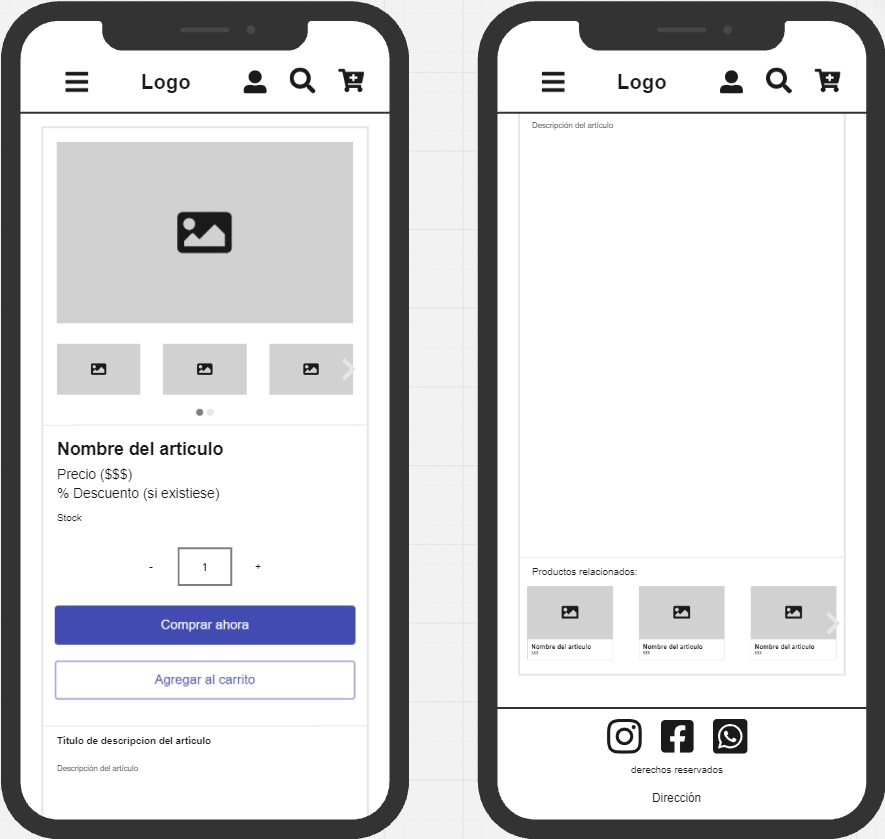 Logo
Nombre del articulo
Precio ($$$)
% Descuento (si existiese)
Stock
- 1 +
Comprar ahora
Agregar al carrito
Titulo de descripcion del articulo
Descripción del artículo
Logo
Descripción del artículo
Productos relacionados:
Nombre del articulo Nombre del articulo Nombre del articulo
$$$ $$$ $$$
derechos reservados
Dirección